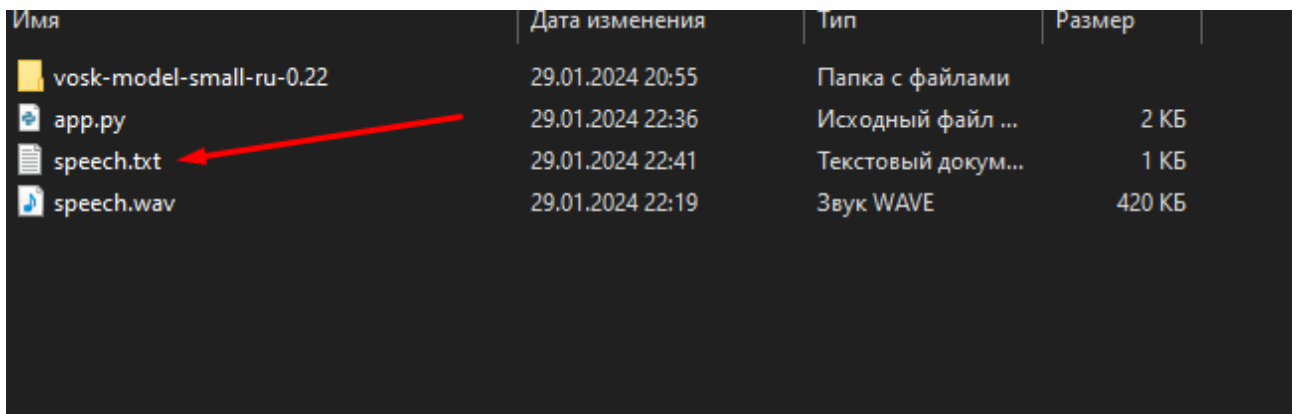 Имя Дата изменения Тип Размер
vosk-model-small-ru-0.22 29.01.2024 20:55 Папка с файлами
app.py 29.01.2024 22:36 Исходный файл ... 2 КБ
speech.txt 29.01.2024 22:41 Текстовый докум... 1 КБ
speech.wav 29.01.2024 22:19 Звук WAVE 420 КБ